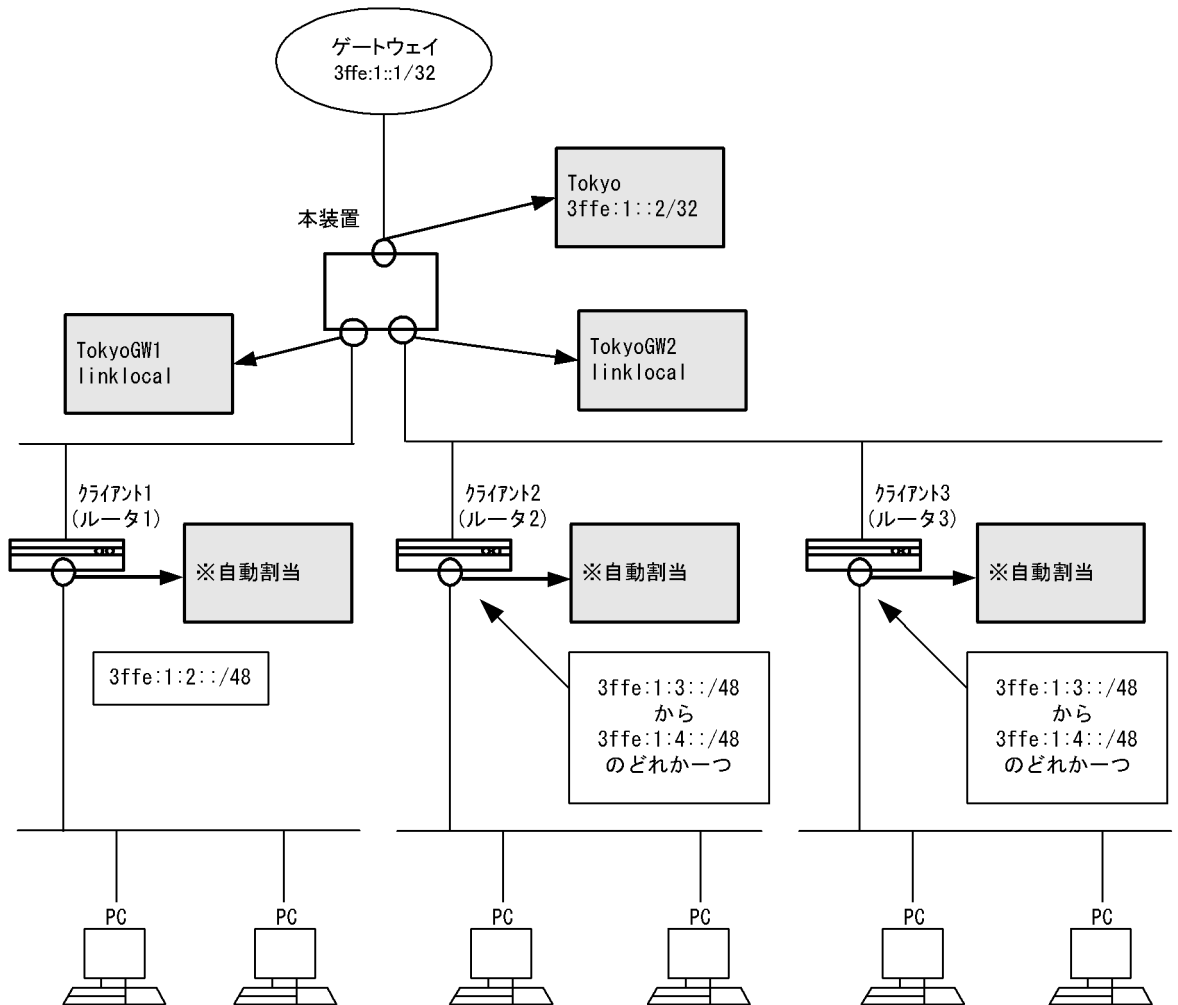 ゲートウェイ
3ffe:1::1/32
Tokyo
3ffe:1::2/32
本装置
TokyoGW1
linklocal
TokyoGW2
linklocal
クライアント1
(ルータ1)
クライアント2
(ルータ2)
クライアント3
(ルータ3)
※自動割当
※自動割当
※自動割当
3ffe:1:2::/48
3ffe:1:3::/48
から
3ffe:1:4::/48
のどれか一つ
3ffe:1:3::/48
から
3ffe:1:4::/48
のどれか一つ
PC
PC
PC
PC
PC
PC